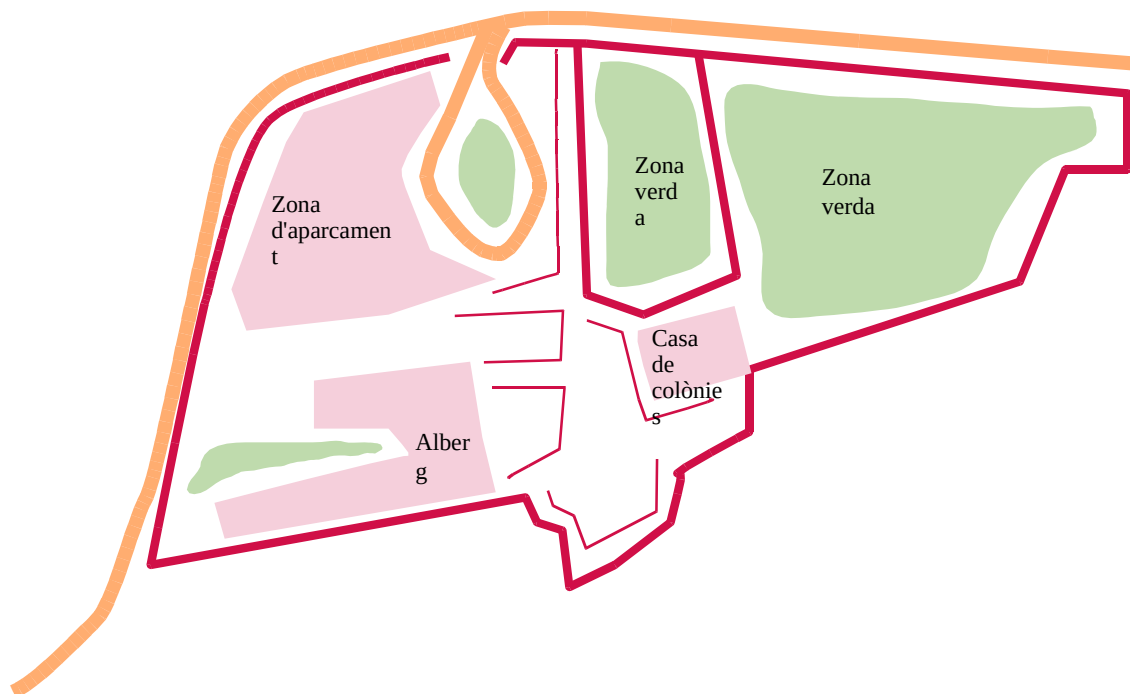 Zona
d'aparcamen
t
Zona
verd
a
Zona
verda
Casa
de
colònie
s
Alber
g